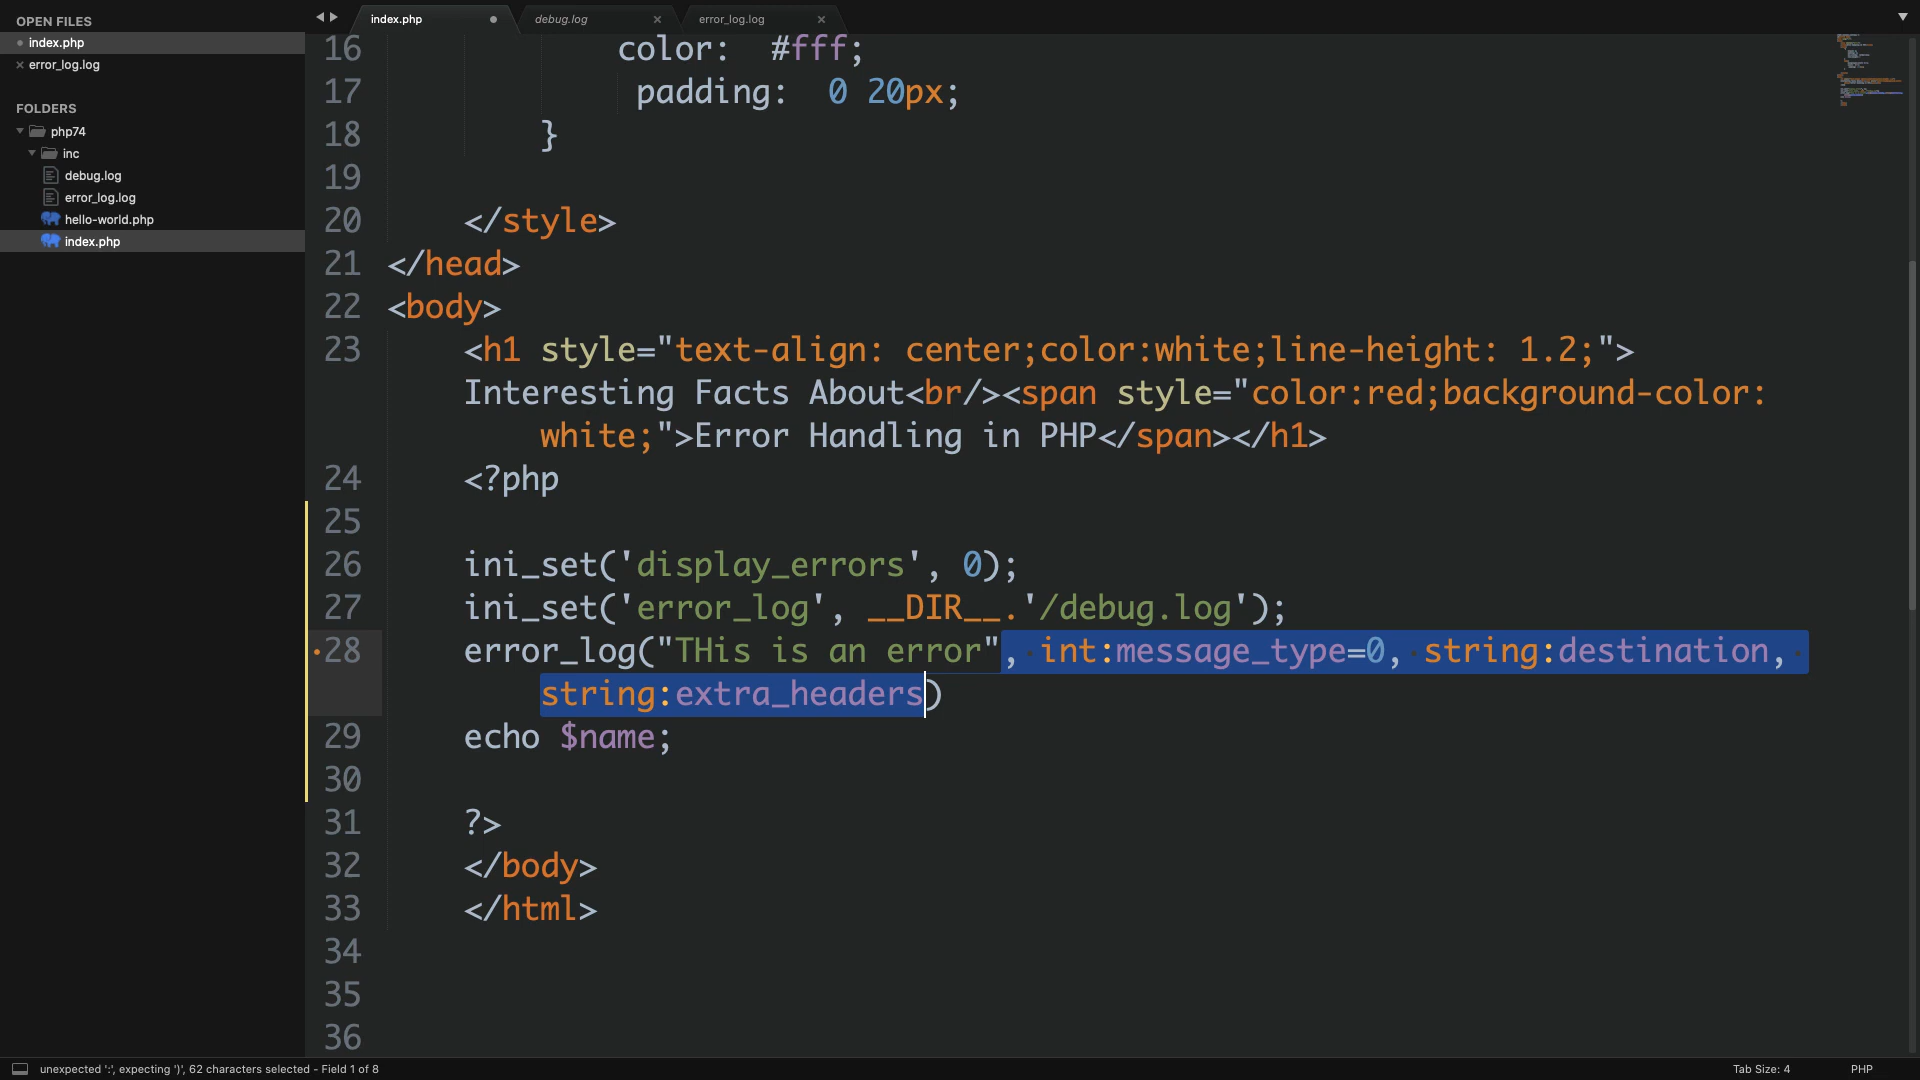 OPEN FILES
index.php
error_log.log
FOLDERS
php74
inc
debug.log
error_log.log
hello-world.php
index.php
index.php
debug.log
error_log.log
16 color: #fff;
17 padding: 0 20px;
18 }
19
20 </style>
21 </head>
22 <body>
23 <h1 style="text-align: center;color:white;line-height: 1.2;">
Interesting Facts About<br/><span style="color:red;background-color:
white;">Error Handling in PHP</span></h1>
24 <?php
25
26 ini_set('display_errors', 0);
27 ini_set('error_log', __DIR__.'/debug.log');
28 error_log("THis is an error", int:message_type=0, string:destination,
string:extra_headers)
29 echo $name;
30
31 ?>
32 </body>
33 </html>
34
35
36
unexpected ':', expecting ')', 62 characters selected - Field 1 of 8
Tab Size: 4
PHP